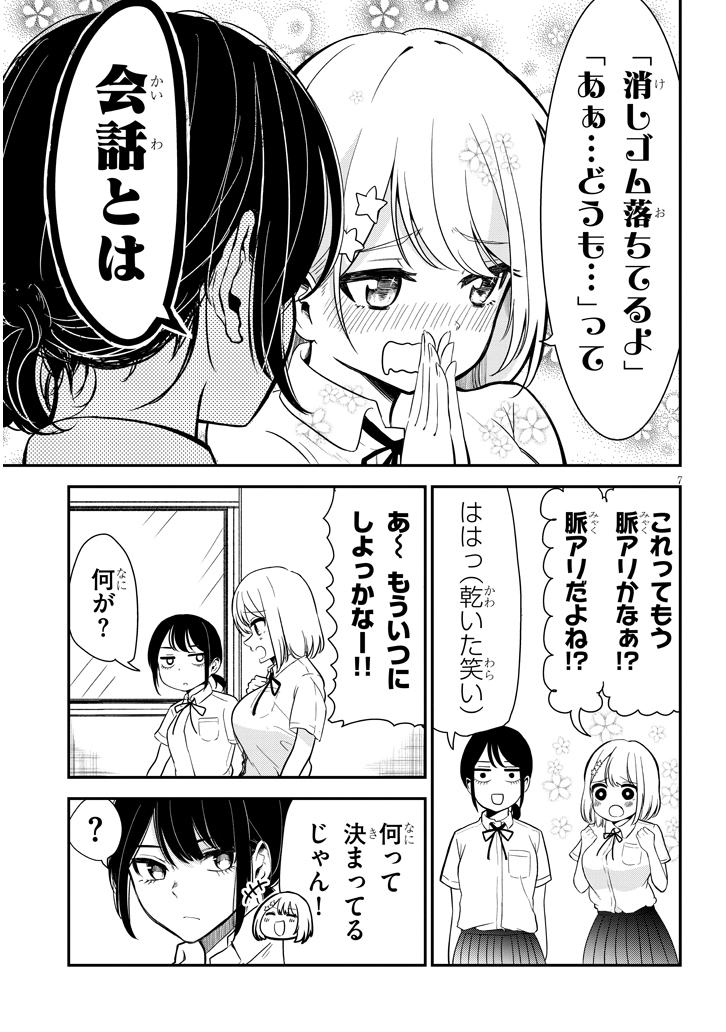 「消しゴム落ちてるよ」
「あぁ…どうも…」って
会話とは
7
これってもう
脈アリかなぁ!?
脈アリだよね!?
ははっ(乾いた笑い)
あ〜もういつに
しよっかなー!!
何が?
何って
決まってる
じゃん!
?